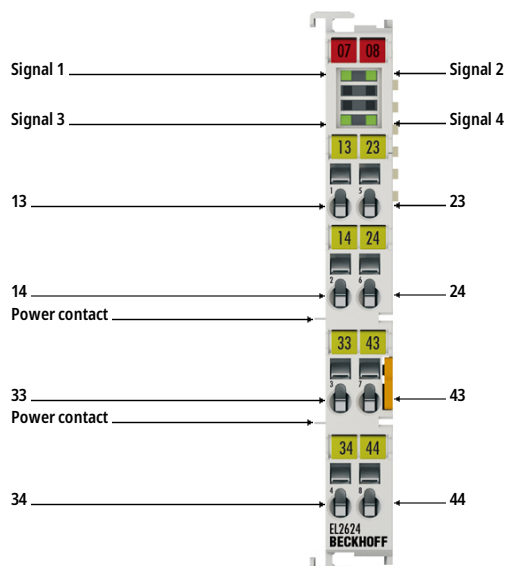 07 08
Signal 1
Signal 2
Signal 3
Signal 4
13 23
1 5
13
23
14 24
2 6
14
24
Power contact
33 43
3 7
33
43
Power contact
34 44
4 8
34
44
EL2624
BECKHOFF